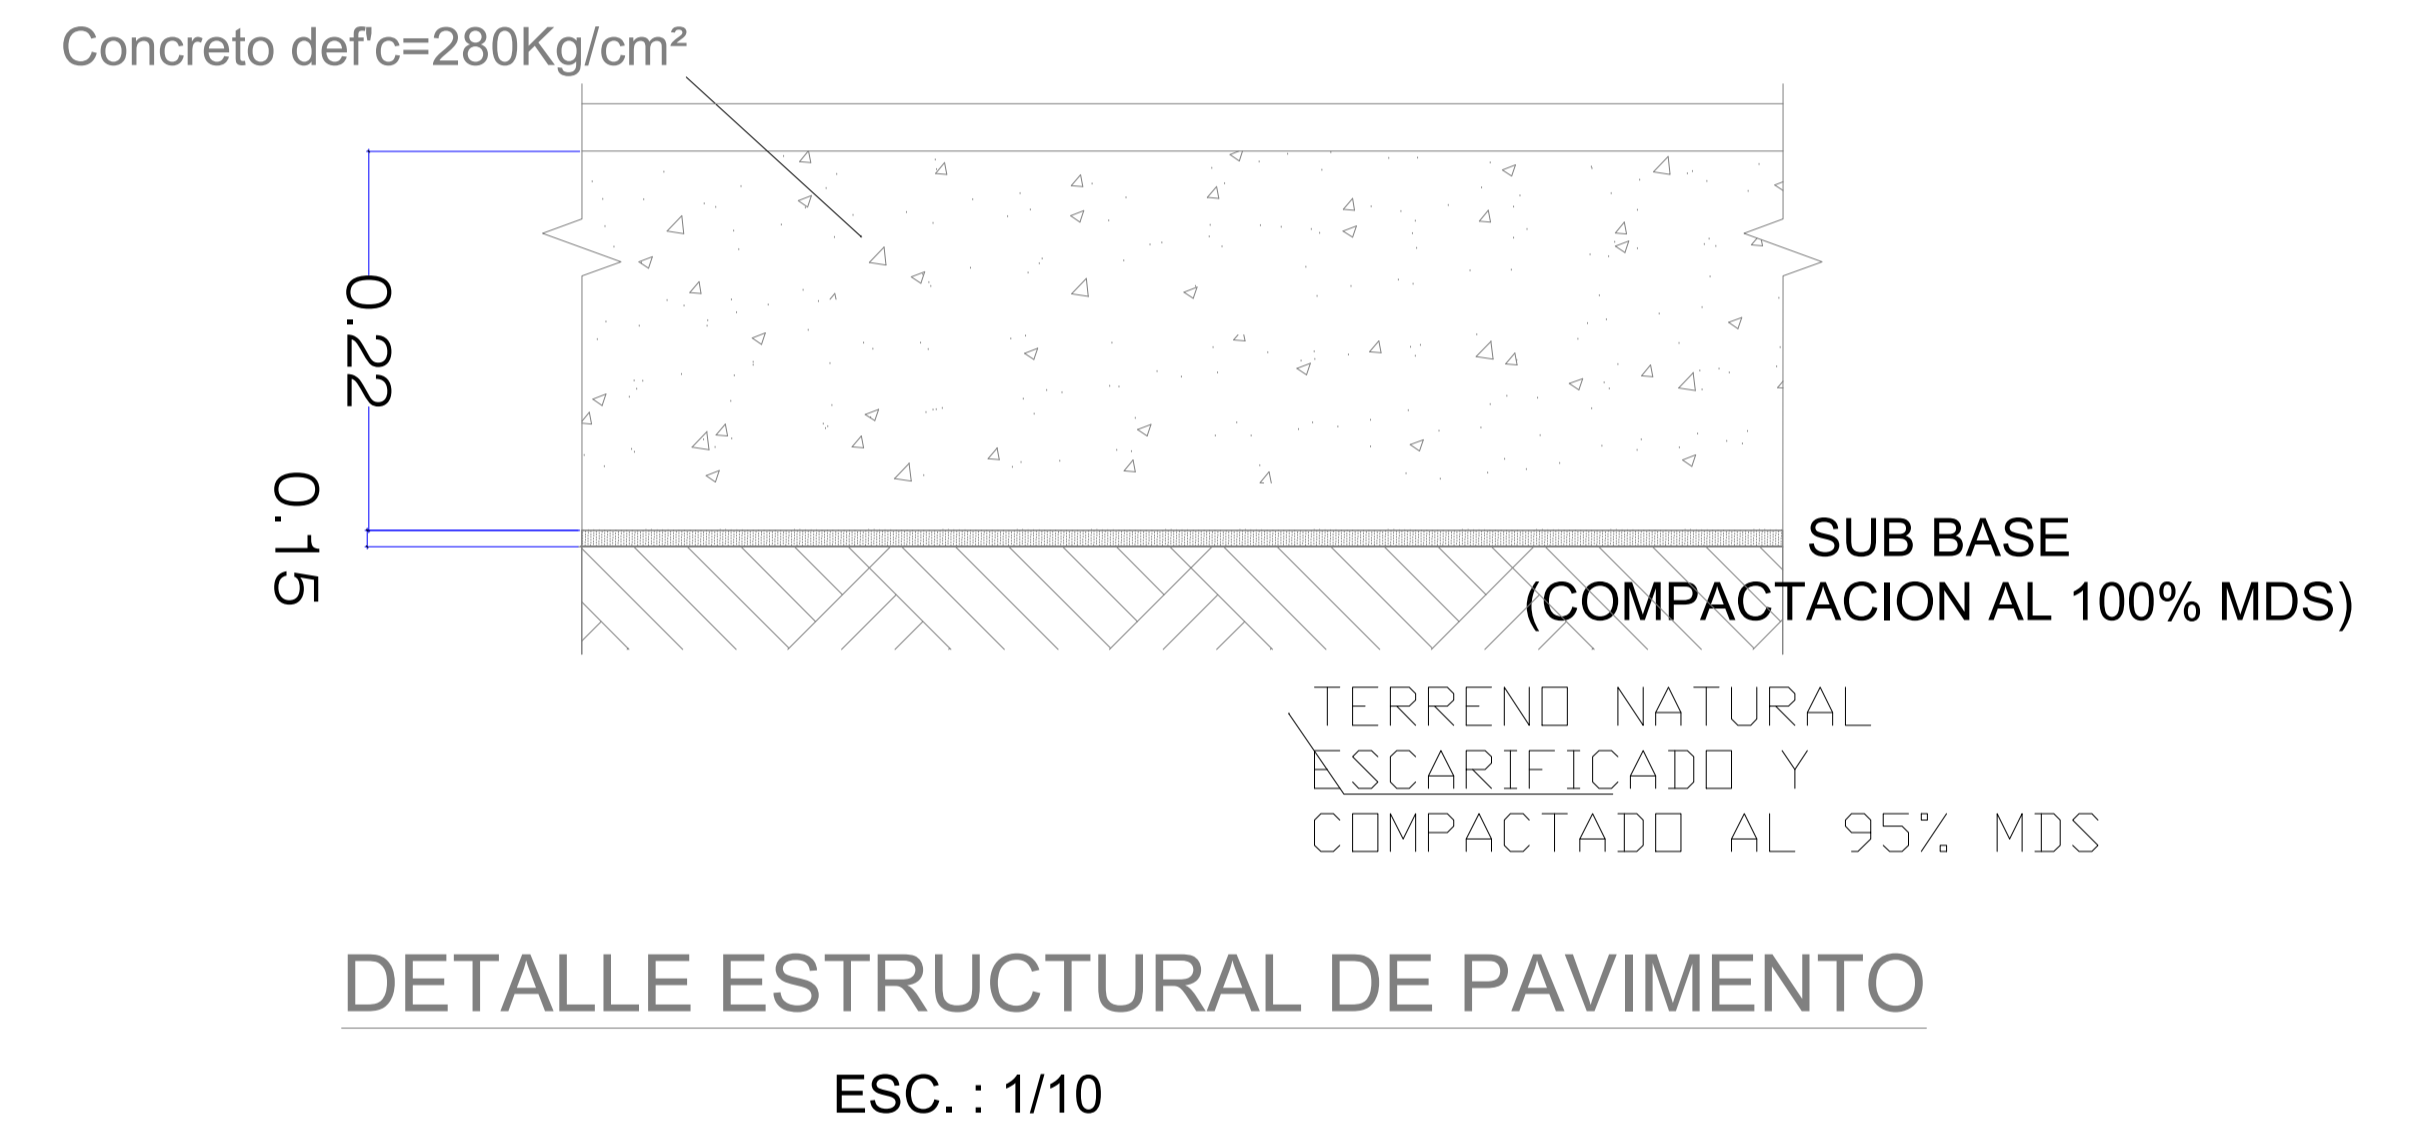 Concreto def'c=280Kg/cm²
0.22
0.15
SUB BASE
(COMPACTACION AL 100% MDS)
TERRENO NATURAL
ESCARIFICADO Y
COMPACTADO AL 95% MDS
DETALLE ESTRUCTURAL DE PAVIMENTO
ESC. : 1/10